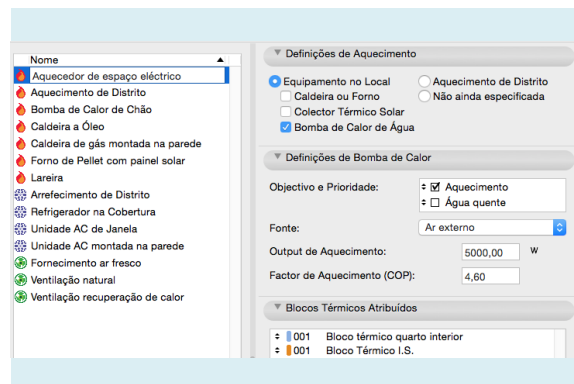 Nome
Aquecedor de espaço eléctrico
Aquecimento de Distrito
Bomba de Calor de Chão
Caldeira a Óleo
Caldeira de gás montada na parede
Forno de Pellet com painel solar
Lareira
Arrefecimento de Distrito
Refrigerador na Cobertura
Unidade AC de Janela
Unidade AC montada na parede
Fornecimento ar fresco
Ventilação natural
Ventilação recuperação de calor
Definições de Aquecimento
Equipamento no Local Aquecimento de Distrito
Caldeira ou Forno Não ainda especificada
Colector Térmico Solar
Bomba de Calor de Água
Definições de Bomba de Calor
Objectivo e Prioridade: Aquecimento
Água quente
Fonte: Ar externo
Output de Aquecimento: 5000,00 W
Factor de Aquecimento (COP): 4,60
Blocos Térmicos Atribuídos
001 Bloco térmico quarto interior
001 Bloco Térmico I.S.